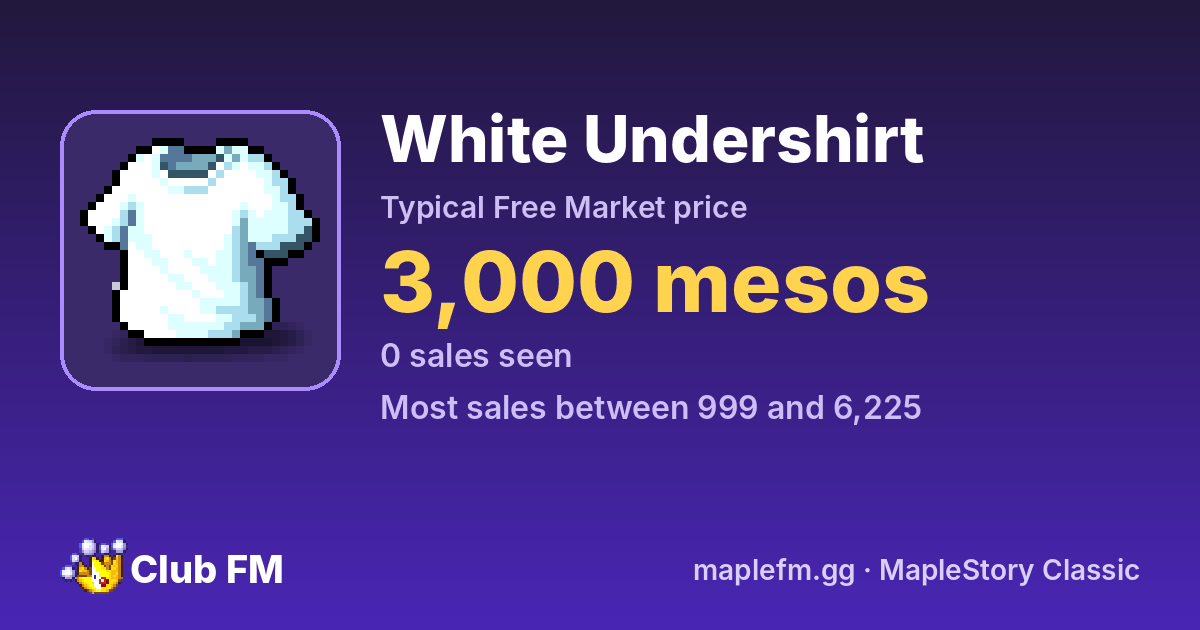 White Undershirt
Typical Free Market price
3,000 mesos
0 sales seen
Most sales between 999 and 6,225
Club FM
maplefm.gg · MapleStory Classic